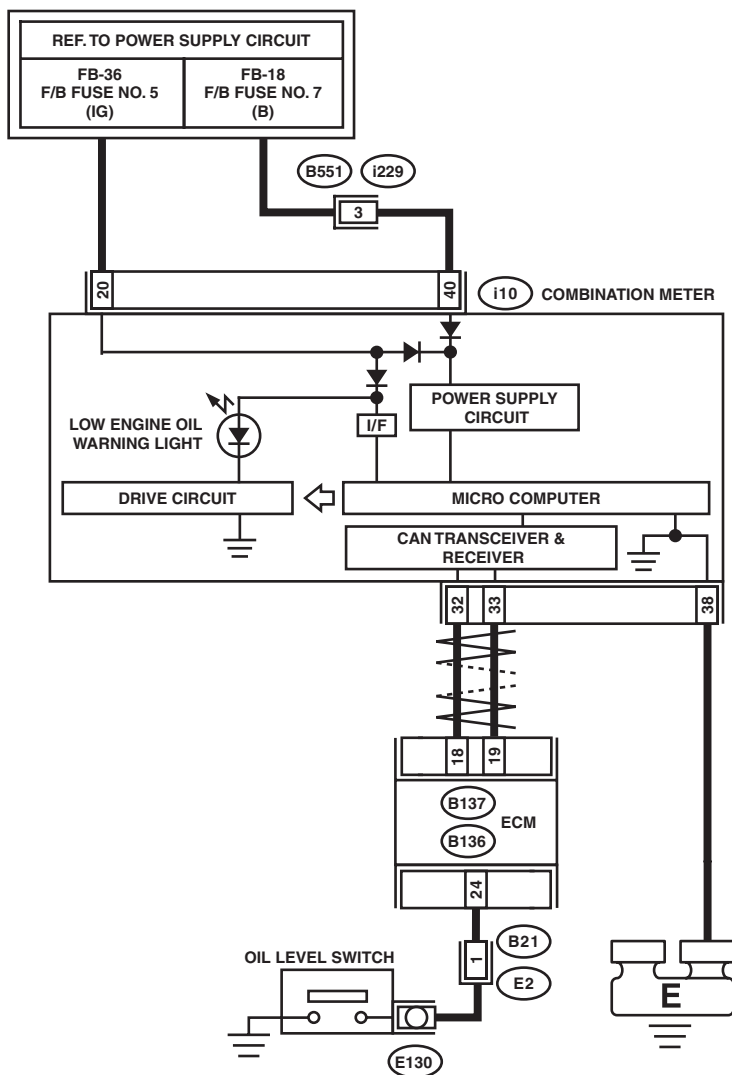 REF. TO POWER SUPPLY CIRCUIT
FB-36
F/B FUSE NO. 5
(IG)
FB-18
F/B FUSE NO. 7
(B)
B551
i229
3
20
40
i10
COMBINATION METER
POWER SUPPLY
CIRCUIT
LOW ENGINE OIL
WARNING LIGHT
I/F
DRIVE CIRCUIT
MICRO COMPUTER
CAN TRANSCEIVER &
RECEIVER
32
33
38
18
19
B137
ECM
B136
24
B21
1
E2
OIL LEVEL SWITCH
E
E130